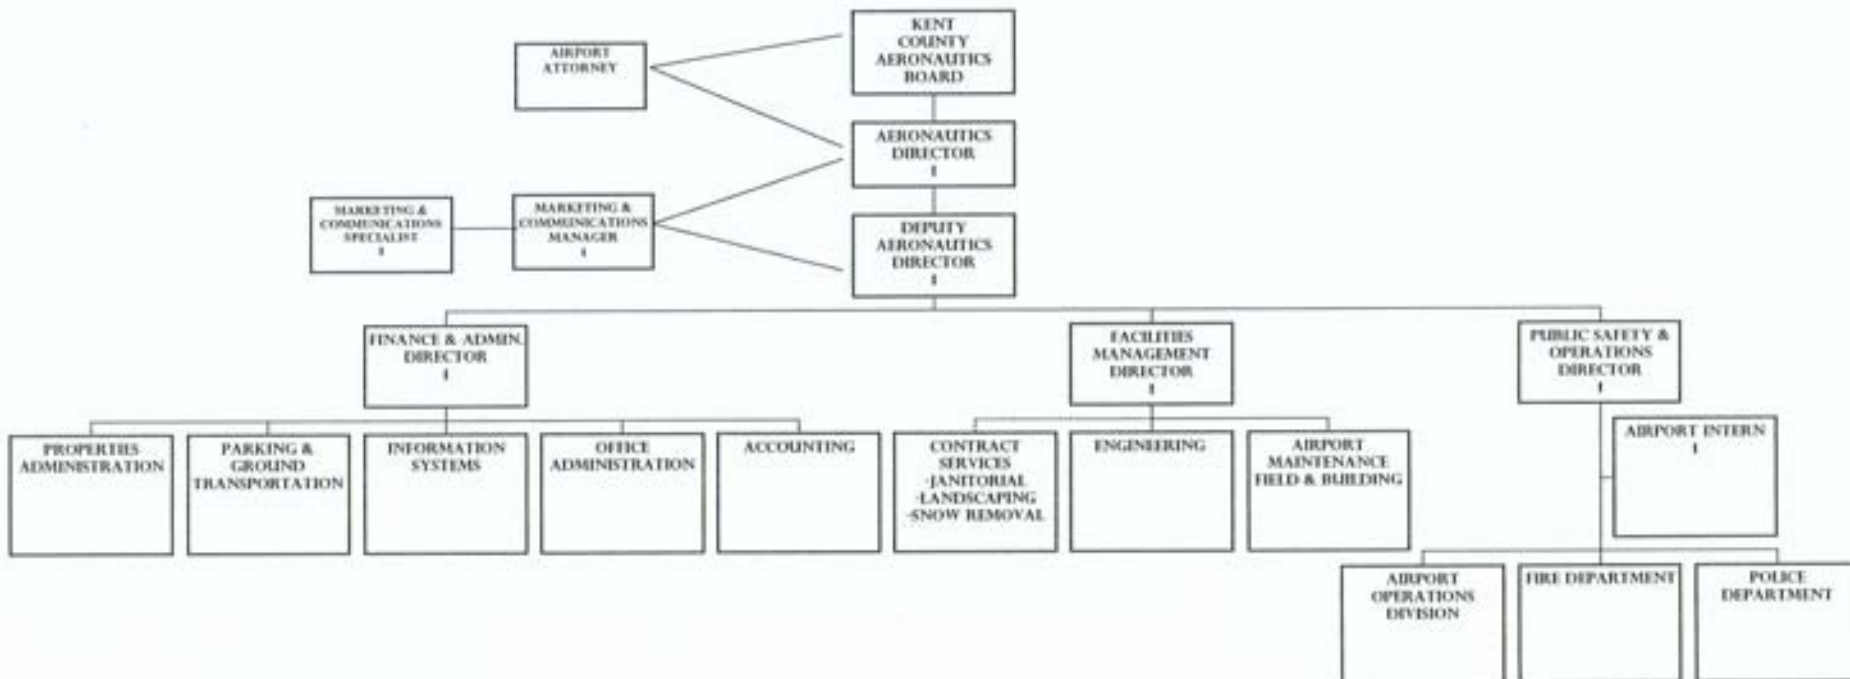 KENT
COUNTY
AERONAUTICS
BOARD
AIRPORT
ATTORNEY
AERONAUTICS
DIRECTOR
1
MARKETING &
COMMUNICATIONS
SPECIALIST
1
MARKETING &
COMMUNICATIONS
MANAGER
1
DEPUTY
AERONAUTICS
DIRECTOR
1
FINANCE & ADMIN.
DIRECTOR
1
FACILITIES
MANAGEMENT
DIRECTOR
1
PUBLIC SAFETY &
OPERATIONS
DIRECTOR
1
PROPERTIES
ADMINISTRATION
PARKING &
GROUND
TRANSPORTATION
INFORMATION
SYSTEMS
OFFICE
ADMINISTRATION
ACCOUNTING
CONTRACT
SERVICES
-JANITORIAL
-LANDSCAPING
-SNOW REMOVAL
ENGINEERING
AIRPORT
MAINTENANCE
FIELD & BUILDING
AIRPORT INTERN
1
AIRPORT
OPERATIONS
DIVISION
FIRE DEPARTMENT
POLICE
DEPARTMENT